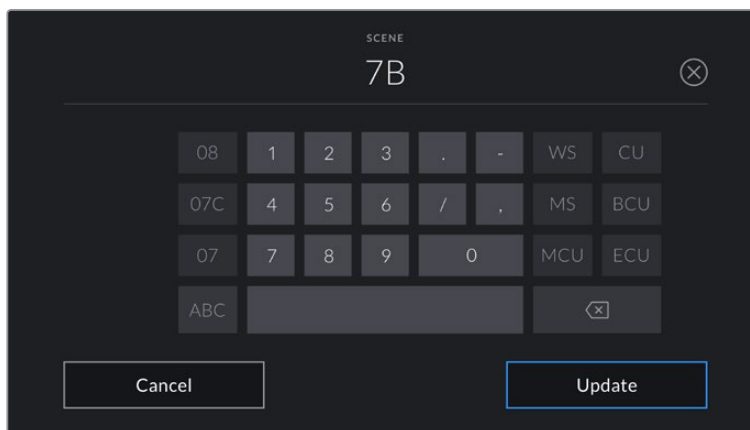 SCENE
7B
08 1 2 3 . - WS CU
07C 4 5 6 / , MS BCU
07 7 8 9 0 MCU ECU
ABC
Cancel Update